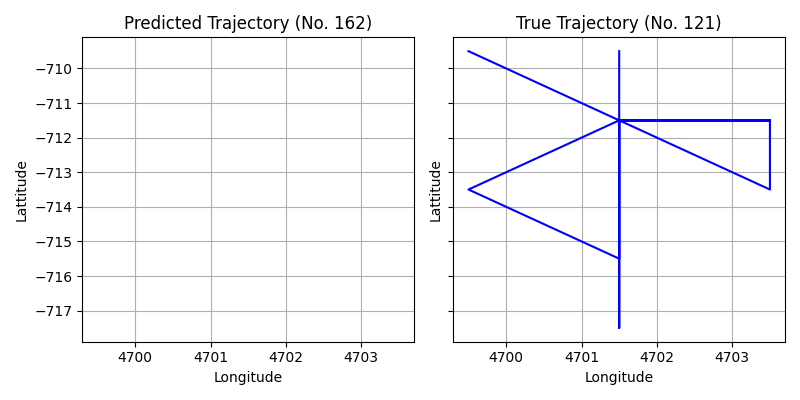 Predicted Trajectory (No. 162)
True Trajectory (No. 121)
−710
−711
−712
−713
−714
−715
−716
−717
Lattitude
Lattitude
4700 4701 4702 4703
4700 4701 4702 4703
Longitude
Longitude